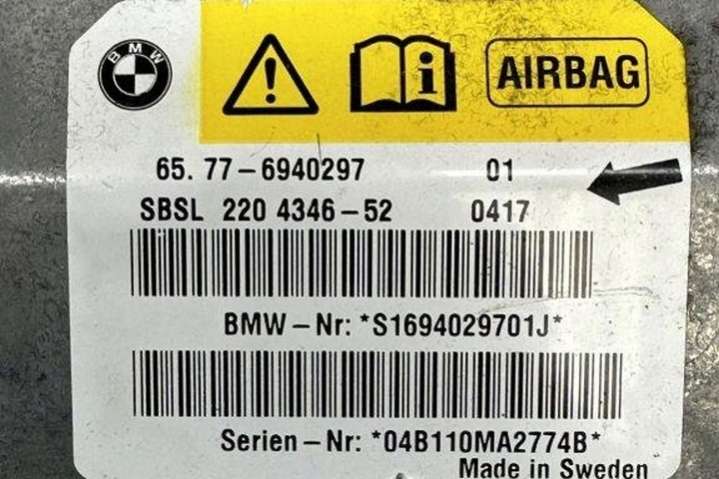 BMW
AIRBAG
65. 77-6940297 01
SBSL 220 4346-52 0417
BMW-Nr: *S1694029701J*
Serien-Nr: *04B110MA2774B*
Made in Sweden